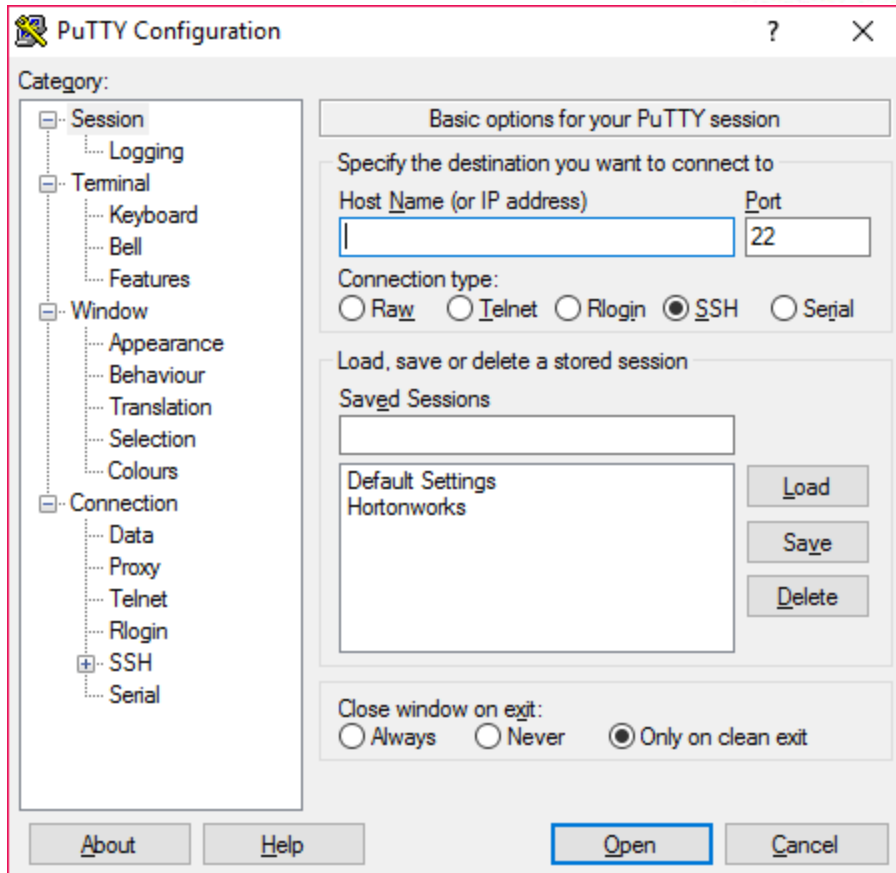 PuTTY Configuration
?
Category:
Session
Logging
Terminal
Keyboard
Bell
Features
Window
Appearance
Behaviour
Translation
Selection
Colours
Connection
Data
Proxy
Telnet
Rlogin
SSH
Serial
Basic options for your PuTTY session
Specify the destination you want to connect to
Host Name (or IP address) Port
22
Connection type:
Raw Telnet Rlogin SSH Serial
Load, save or delete a stored session
Saved Sessions
Default Settings
Hortonworks
Load
Save
Delete
Close window on exit:
Always Never Only on clean exit
About Help Open Cancel